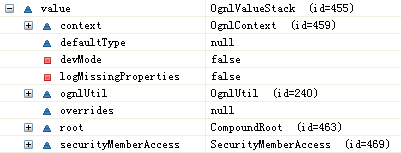 value OgnlValueStack (id=455)
context OgnlContext (id=459)
defaultType null
devMode false
logMissingProperties false
ognlUtil OgnlUtil (id=240)
overrides null
root CompoundRoot (id=463)
securityMemberAccess SecurityMemberAccess (id=469)